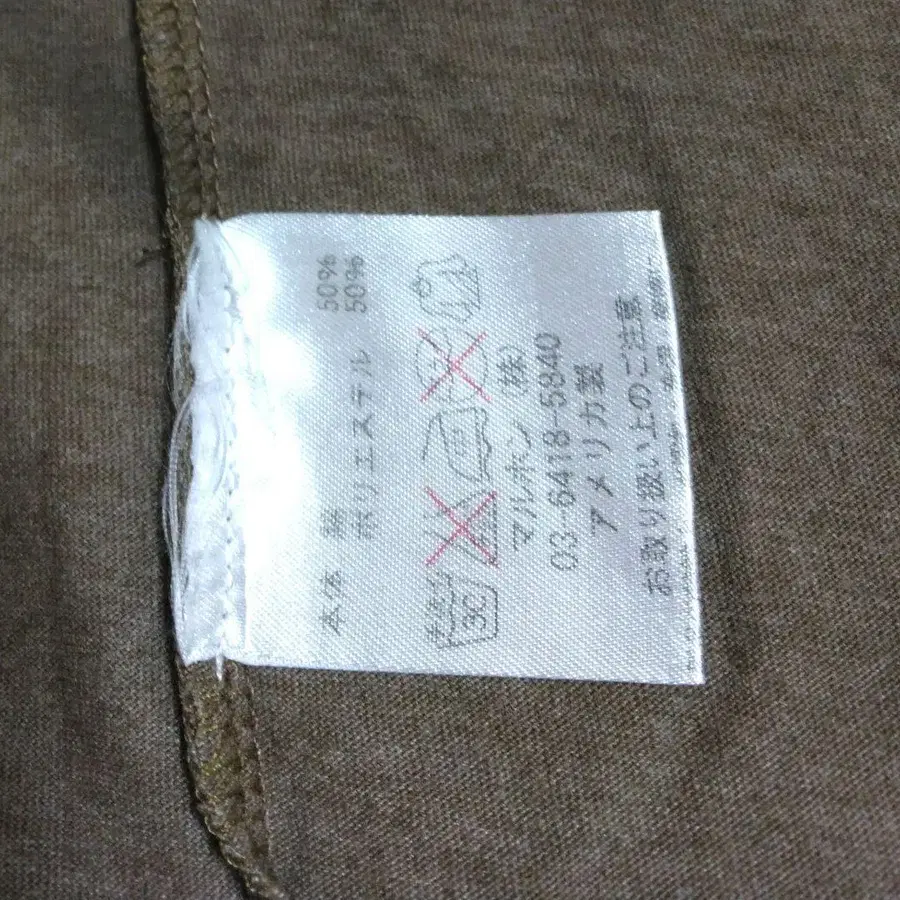 本体 綿 50%
ポリエステル 50%
30
マルホン (株)
03-6418-5840
アメリカ製
お取り扱い上のご注意